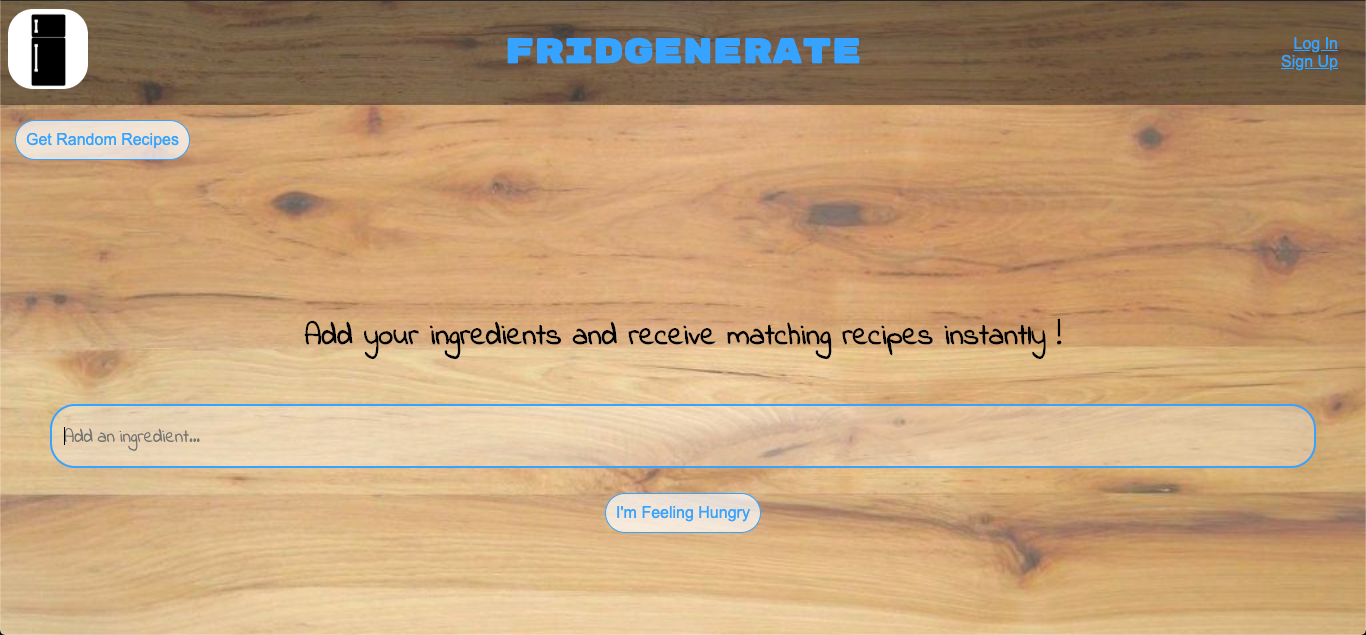 FRIDGENERATE
Log In
Sign Up
Get Random Recipes
Add your ingredients and receive matching recipes instantly !
Add an ingredient...
I'm Feeling Hungry